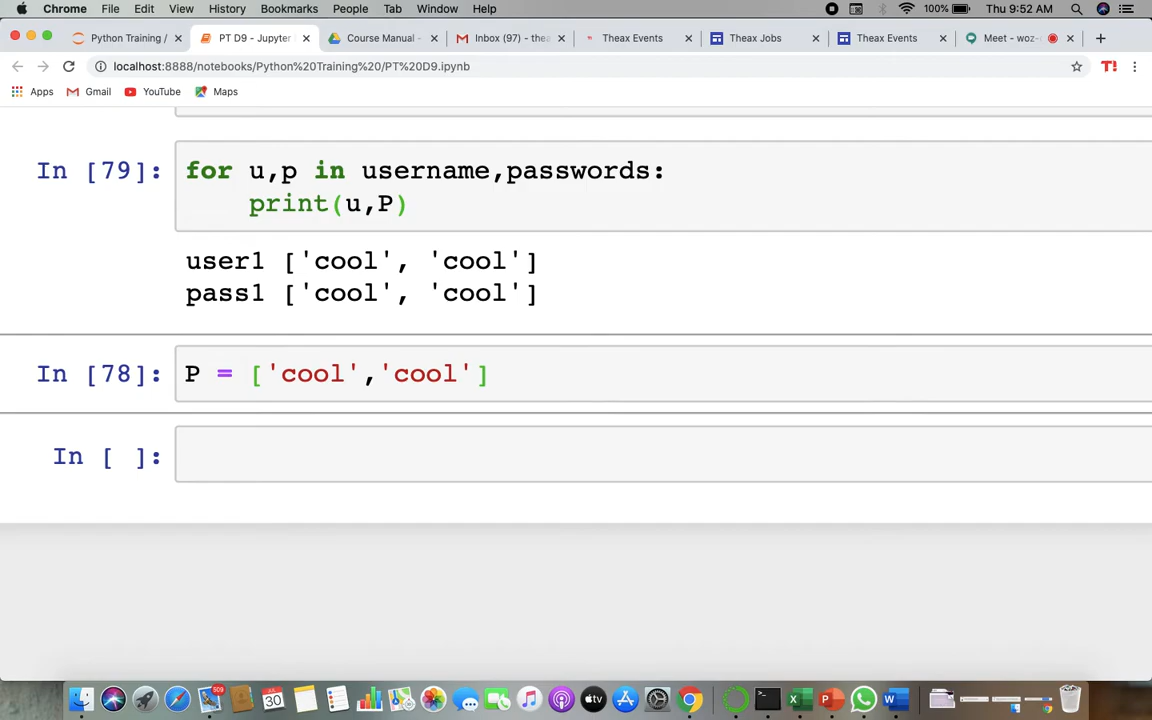 Chrome File Edit View History Bookmarks People Tab Window Help 100% Thu 9:52 AM
Python Training / PT D9 - Jupyter Course Manual - Inbox (97) - thea Theax Events Theax Jobs Theax Events Meet - woz-
localhost:8888/notebooks/Python%20Training%20/PT%20D9.ipynb T!
Apps Gmail YouTube Maps
In [79]: for u,p in username,passwords:
print(u,P)
user1 ['cool', 'cool']
pass1 ['cool', 'cool']
In [78]: P = ['cool','cool']
In [ ]:
509 30